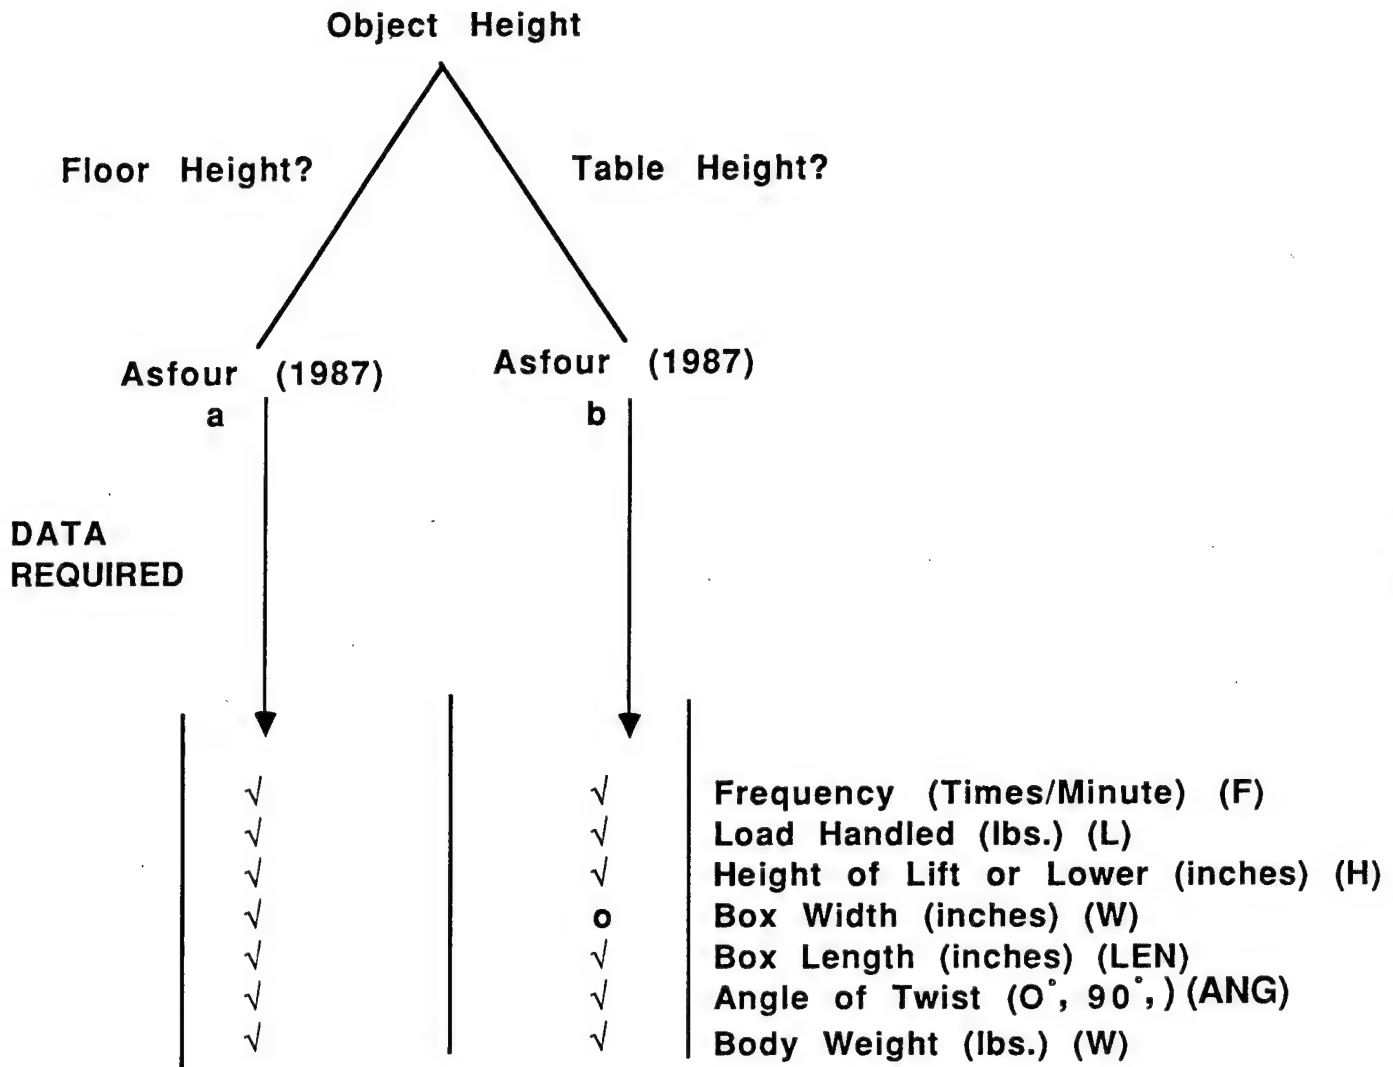 Object Height
Floor Height? Table Height?
Asfour (1987) Asfour (1987)
a b
DATA
REQUIRED
√ √ Frequency (Times/Minute) (F)
√ √ Load Handled (lbs.) (L)
√ √ Height of Lift or Lower (inches) (H)
√ o Box Width (inches) (W)
√ √ Box Length (inches) (LEN)
√ √ Angle of Twist (O°, 90°,) (ANG)
√ √ Body Weight (lbs.) (W)